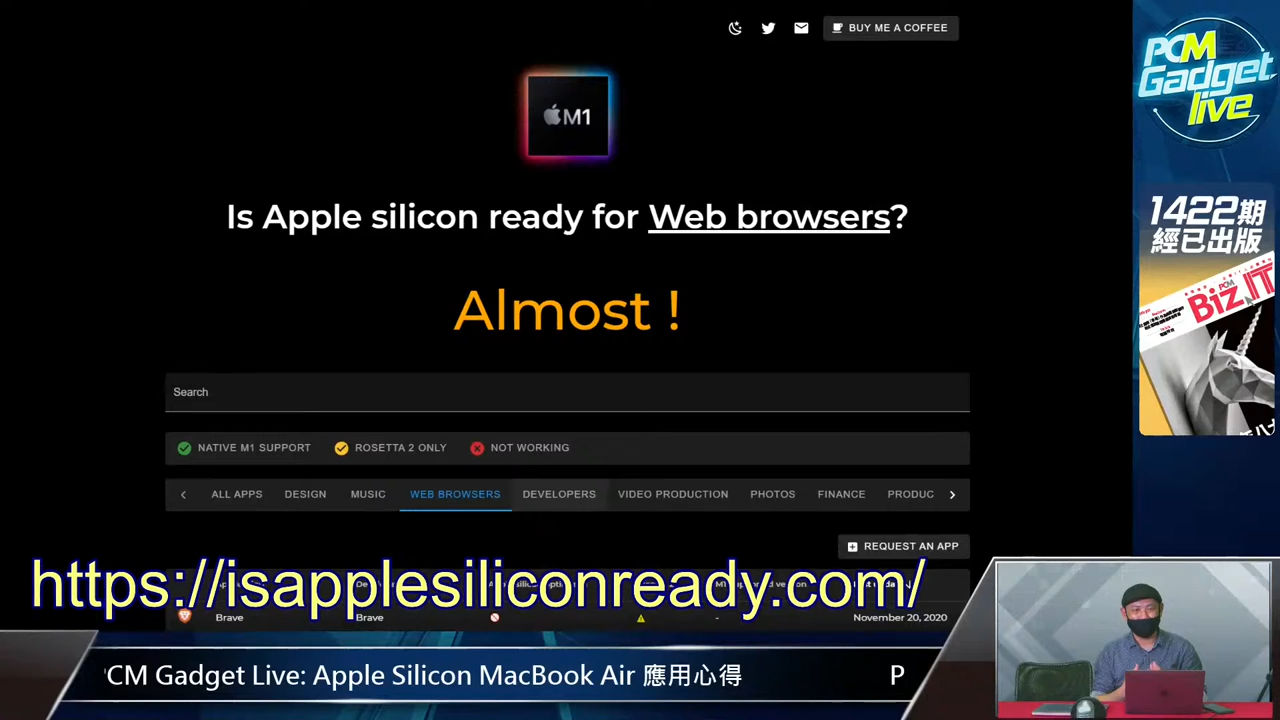 BUY ME A COFFEE
M1
Is Apple silicon ready for Web browsers?
Almost !
Search
NATIVE M1 SUPPORT
ROSETTA 2 ONLY
NOT WORKING
ALL APPS
DESIGN
MUSIC
WEB BROWSERS
DEVELOPERS
VIDEO PRODUCTION
PHOTOS
FINANCE
PRODUC
REQUEST AN APP
https://isapplesiliconready.com/
Brave
Brave
-
November 20, 2020
PCM Gadget Live: Apple Silicon MacBook Air 應用心得
P
PCM
Gadget
live
1422期
經已出版
PCM
Biz IT